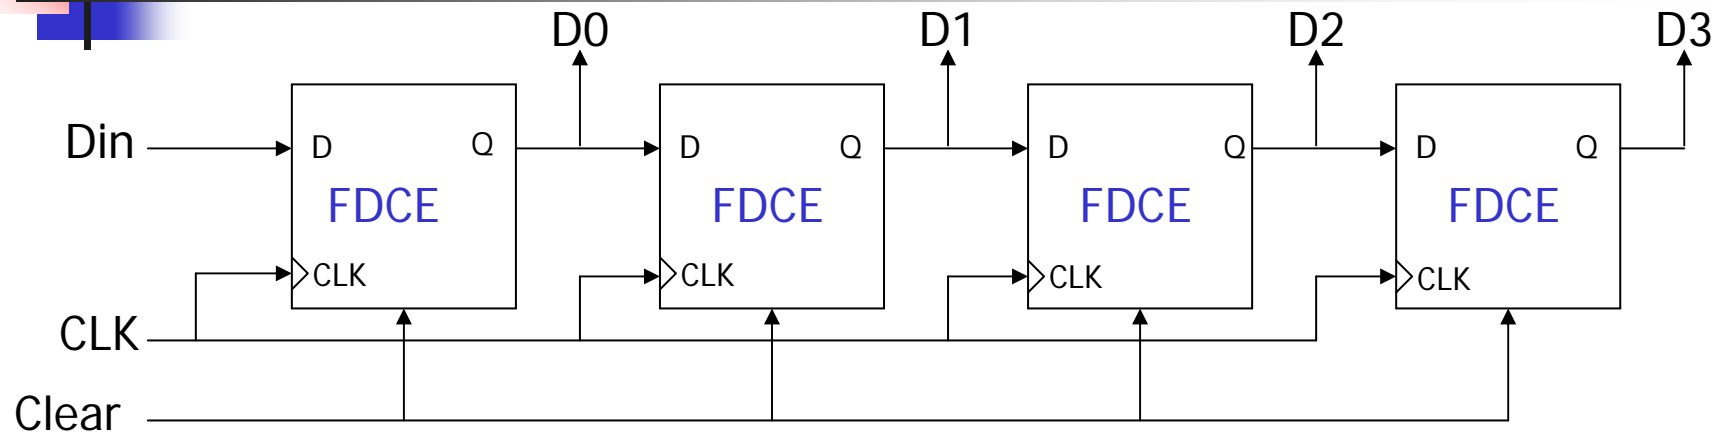 D0 D1 D2 D3
Din D Q D Q D Q D Q
FDCE FDCE FDCE FDCE
CLK CLK CLK CLK
CLK
Clear